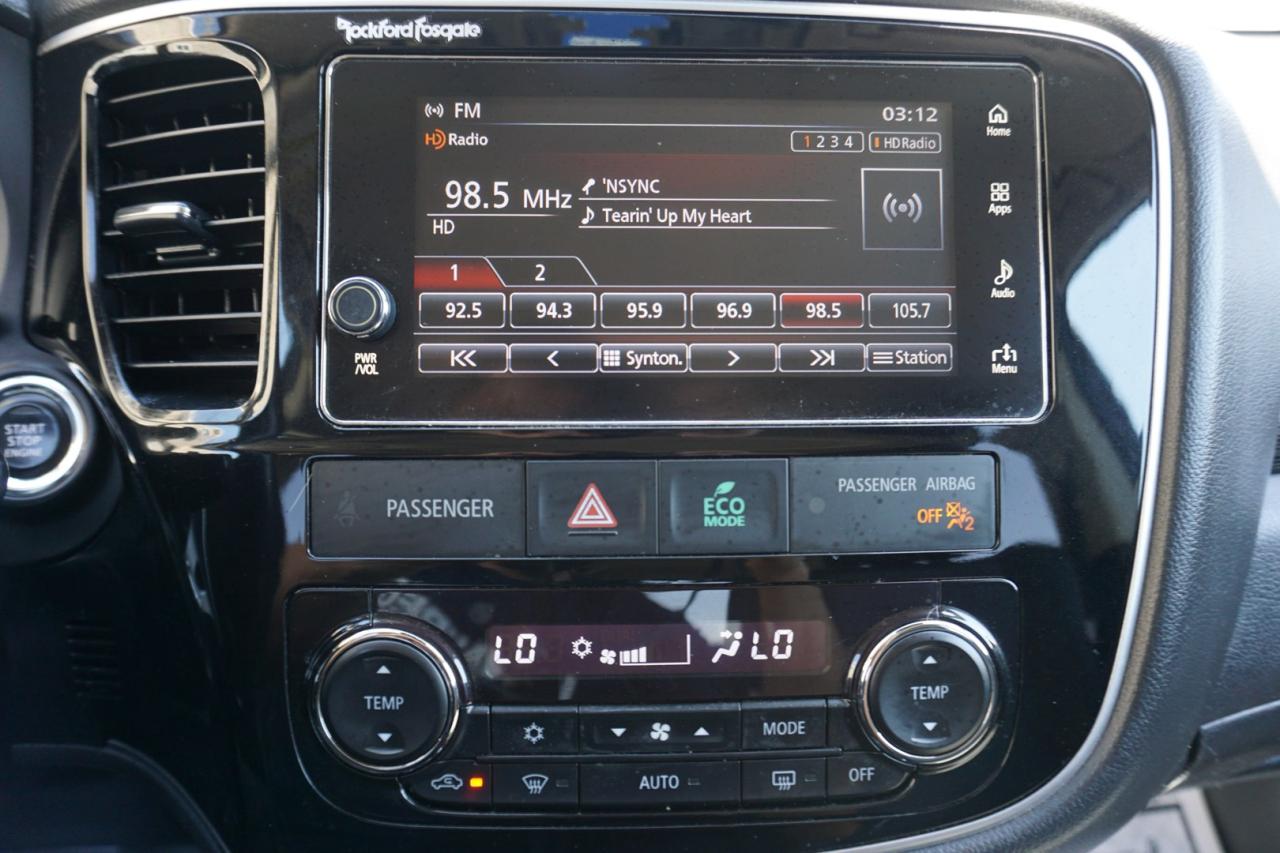 Rockford Fosgate
FM
03:12
HD Radio
1 2 3 4
HD Radio
Home
98.5 MHz
'NSYNC
Tearin' Up My Heart
HD
Apps
1
2
Audio
92.5
94.3
95.9
96.9
98.5
105.7
Synton.
Station
Menu
PWR
/VOL
START
STOP
ENGINE
PASSENGER
ECO
MODE
PASSENGER AIRBAG
OFF
2
LO
LO
TEMP
TEMP
MODE
AUTO
OFF